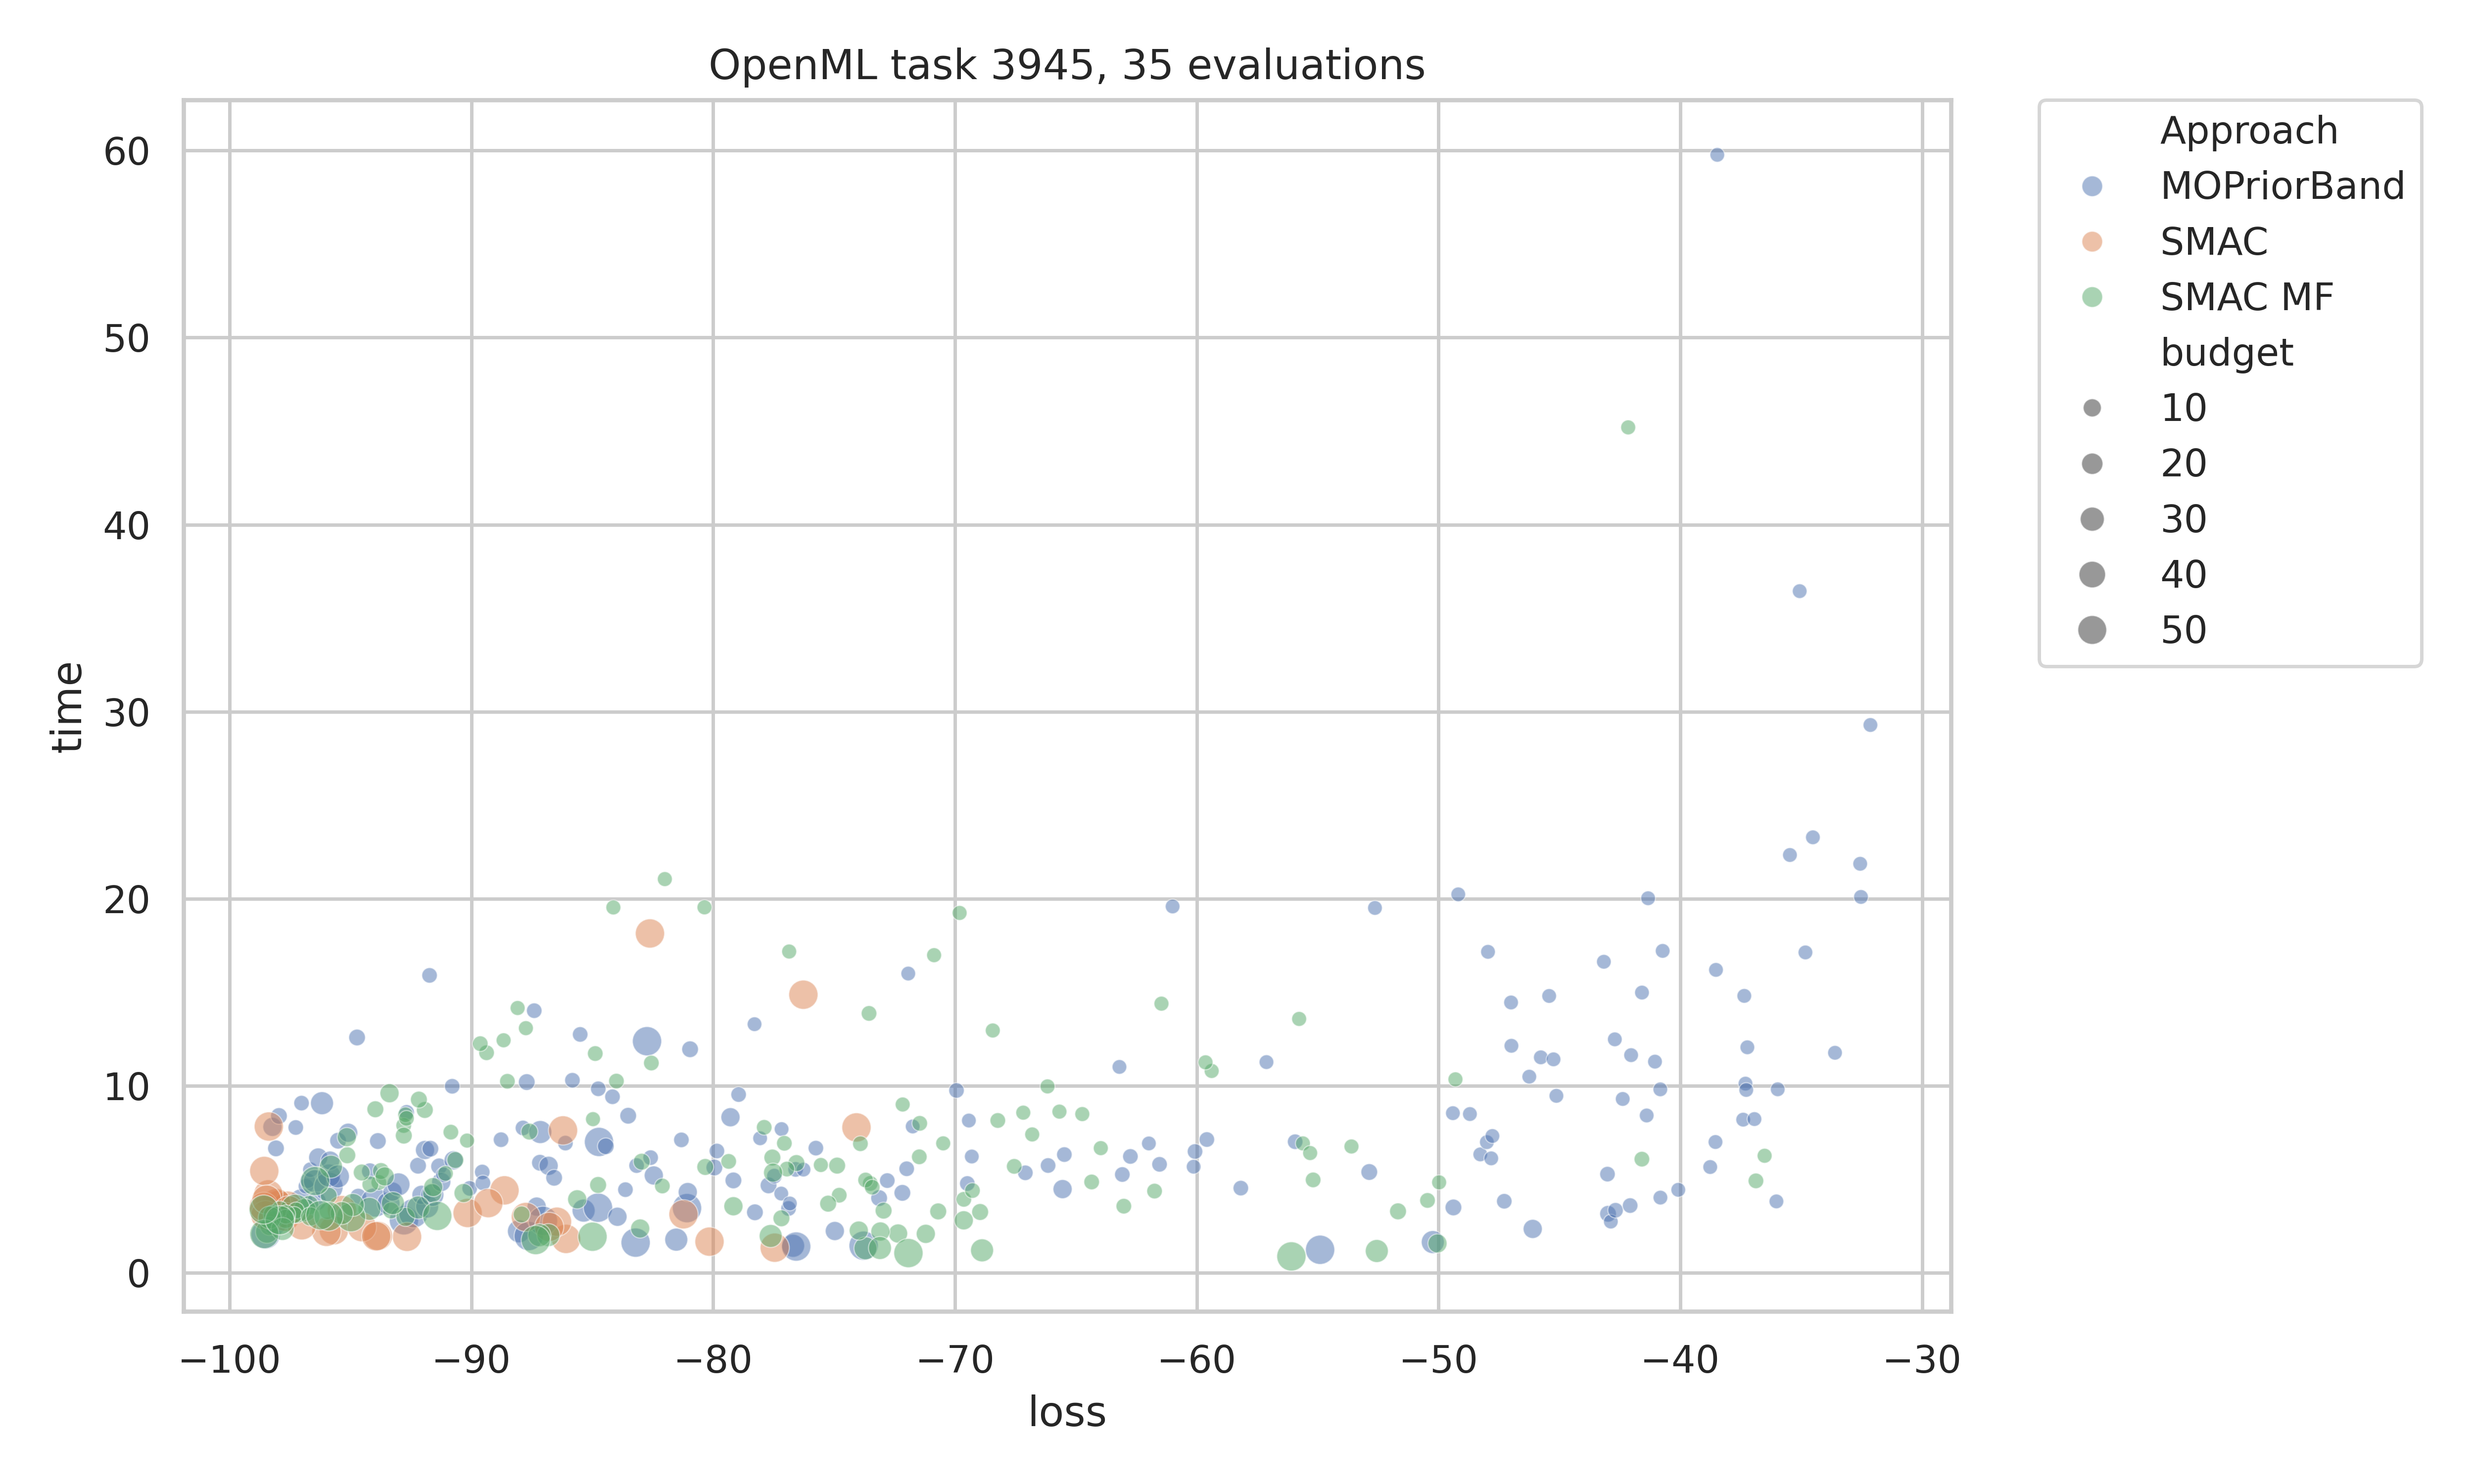 OpenML task 3945, 35 evaluations
60
50
40
30
20
10
0
time
−100
−90
−80
−70
−60
−50
−40
−30
loss
Approach
MOPriorBand
SMAC
SMAC MF
budget
10
20
30
40
50